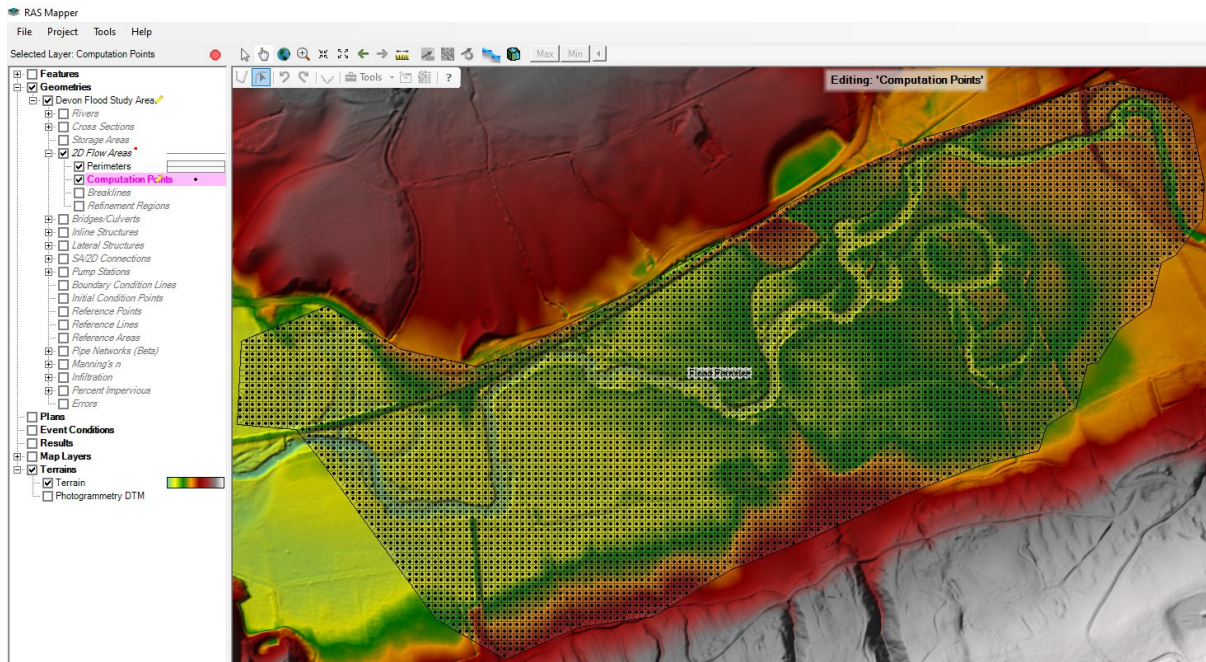 RAS Mapper
File Project Tools Help
Selected Layer: Computation Points
Max Min
Features
Geometries
Devon Flood Study Area
Rivers
Cross Sections
Storage Areas
2D Flow Areas
Perimeters
Computation Points
Breaklines
Refinement Regions
Bridges/Culverts
Inline Structures
Lateral Structures
SA/2D Connections
Pump Stations
Boundary Condition Lines
Initial Condition Points
Reference Points
Reference Lines
Reference Areas
Pipe Networks (Beta)
Manning's n
Infiltration
Percent Impervious
Errors
Plans
Event Conditions
Results
Map Layers
Terrains
Terrain
Photogrammetry DTM
Tools ?
Editing: 'Computation Points'